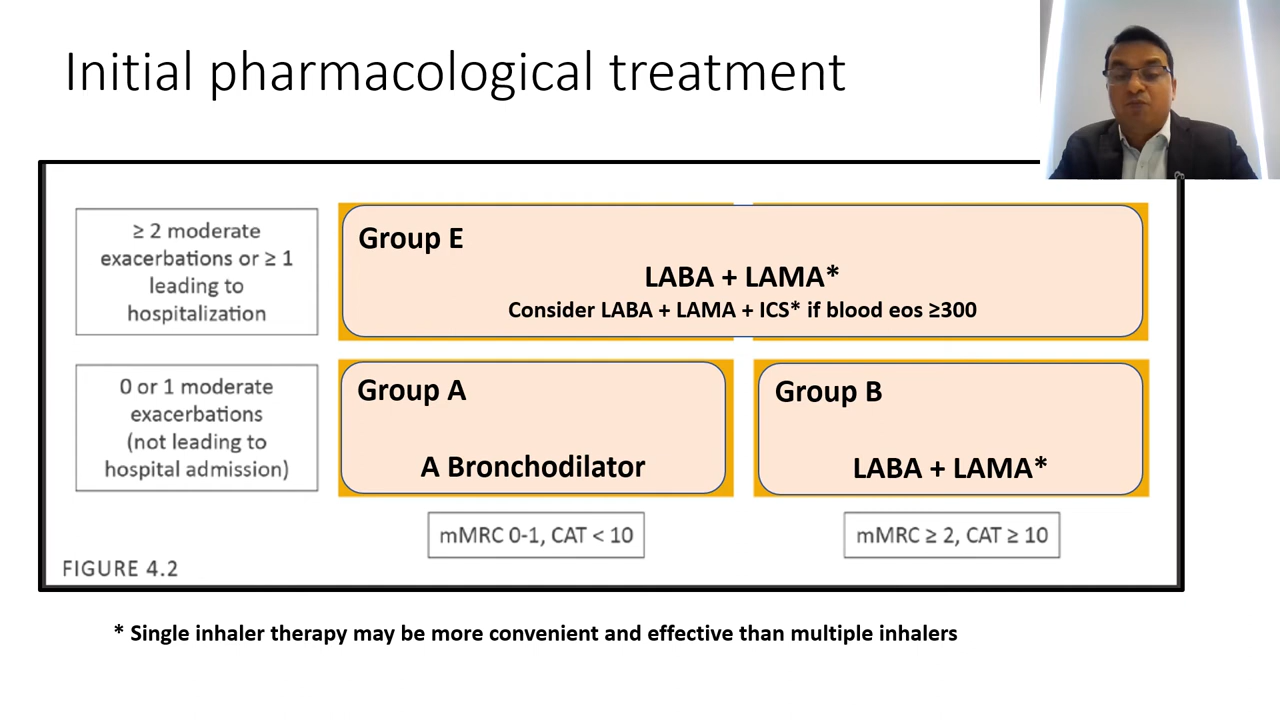 Initial pharmacological treatment
≥ 2 moderate
exacerbations or ≥ 1
leading to
hospitalization
Group E
LABA + LAMA*
Consider LABA + LAMA + ICS* if blood eos ≥300
0 or 1 moderate
exacerbations
(not leading to
hospital admission)
Group A
A Bronchodilator
Group B
LABA + LAMA*
mMRC 0-1, CAT < 10
mMRC ≥ 2, CAT ≥ 10
FIGURE 4.2
* Single inhaler therapy may be more convenient and effective than multiple inhalers